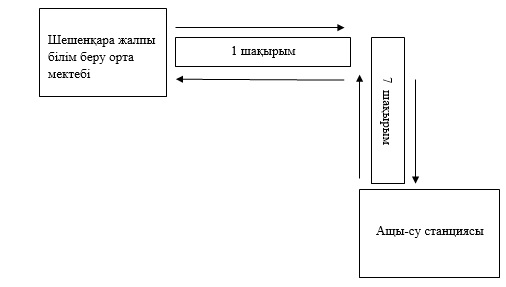 Шешенқара жалпы
білім беру орта
мектебі
1 шақырым
7 шақырым
Ащы-су станциясы